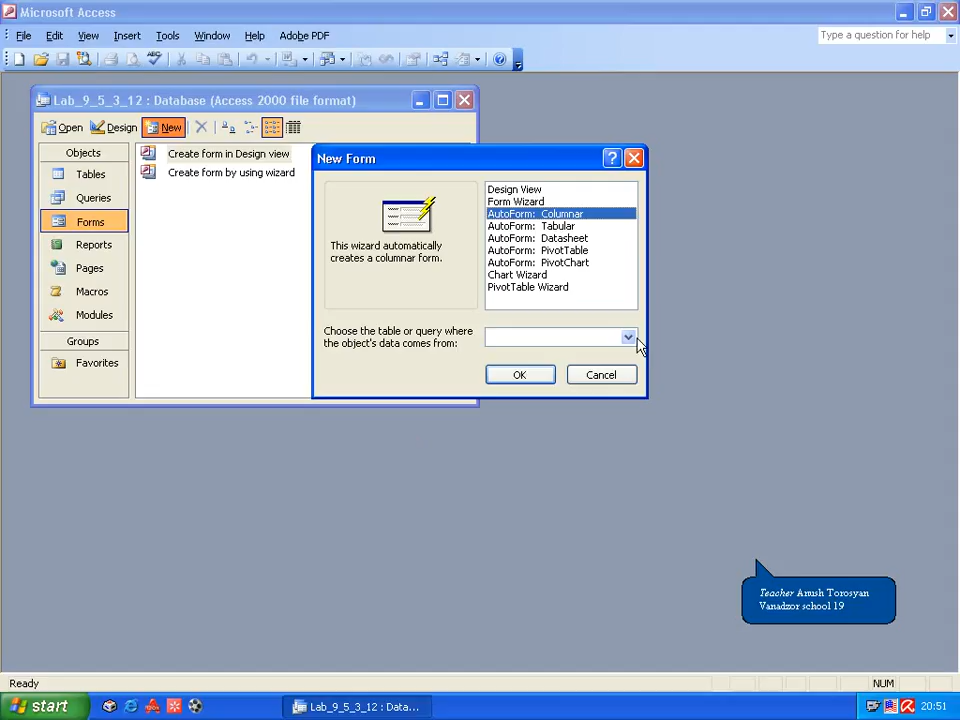 Microsoft Access
File Edit View Insert Tools Window Help Adobe PDF
Type a question for help
Lab_9_5_3_12 : Database (Access 2000 file format)
Open Design New
Objects
Tables
Queries
Forms
Reports
Pages
Macros
Modules
Groups
Favorites
Create form in Design view
Create form by using wizard
New Form
This wizard automatically
creates a columnar form.
Design View
Form Wizard
AutoForm: Columnar
AutoForm: Tabular
AutoForm: Datasheet
AutoForm: PivotTable
AutoForm: PivotChart
Chart Wizard
PivotTable Wizard
Choose the table or query where
the object's data comes from:
OK Cancel
Teacher Anush Torosyan
Vanadzor school 19
Ready
NUM
start
Lab_9_5_3_12 : Data...
20:51